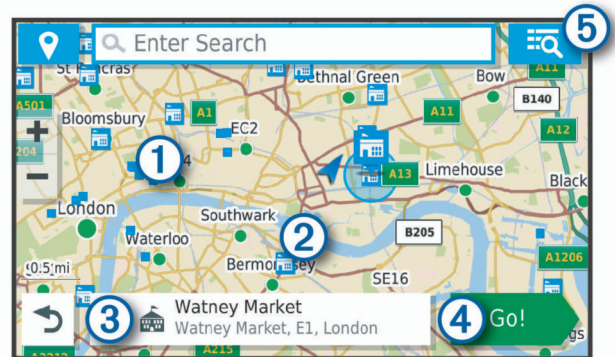 5
Enter Search
Bethnal Green
Bow
A11
A501
A1
A11
B140
Bloomsbury
EC2
A12
+
204
1
4
−
A13
Limehouse
Black
London
Southwark
2
B205
Waterloo
Bermondsey
A1206
0.5 mi
SE16
3
Watney Market
Watney Market, E1, London
4
Go!
gs
A215